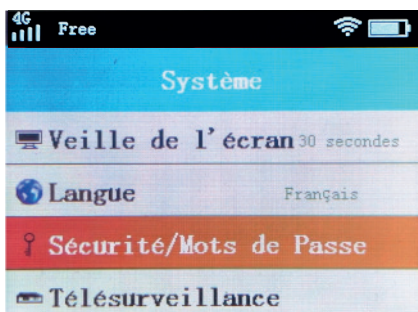 4G Free
Système
Veille de l'écran 30 secondes
Langue Français
Sécurité/Mots de Passe
Télésurveillance